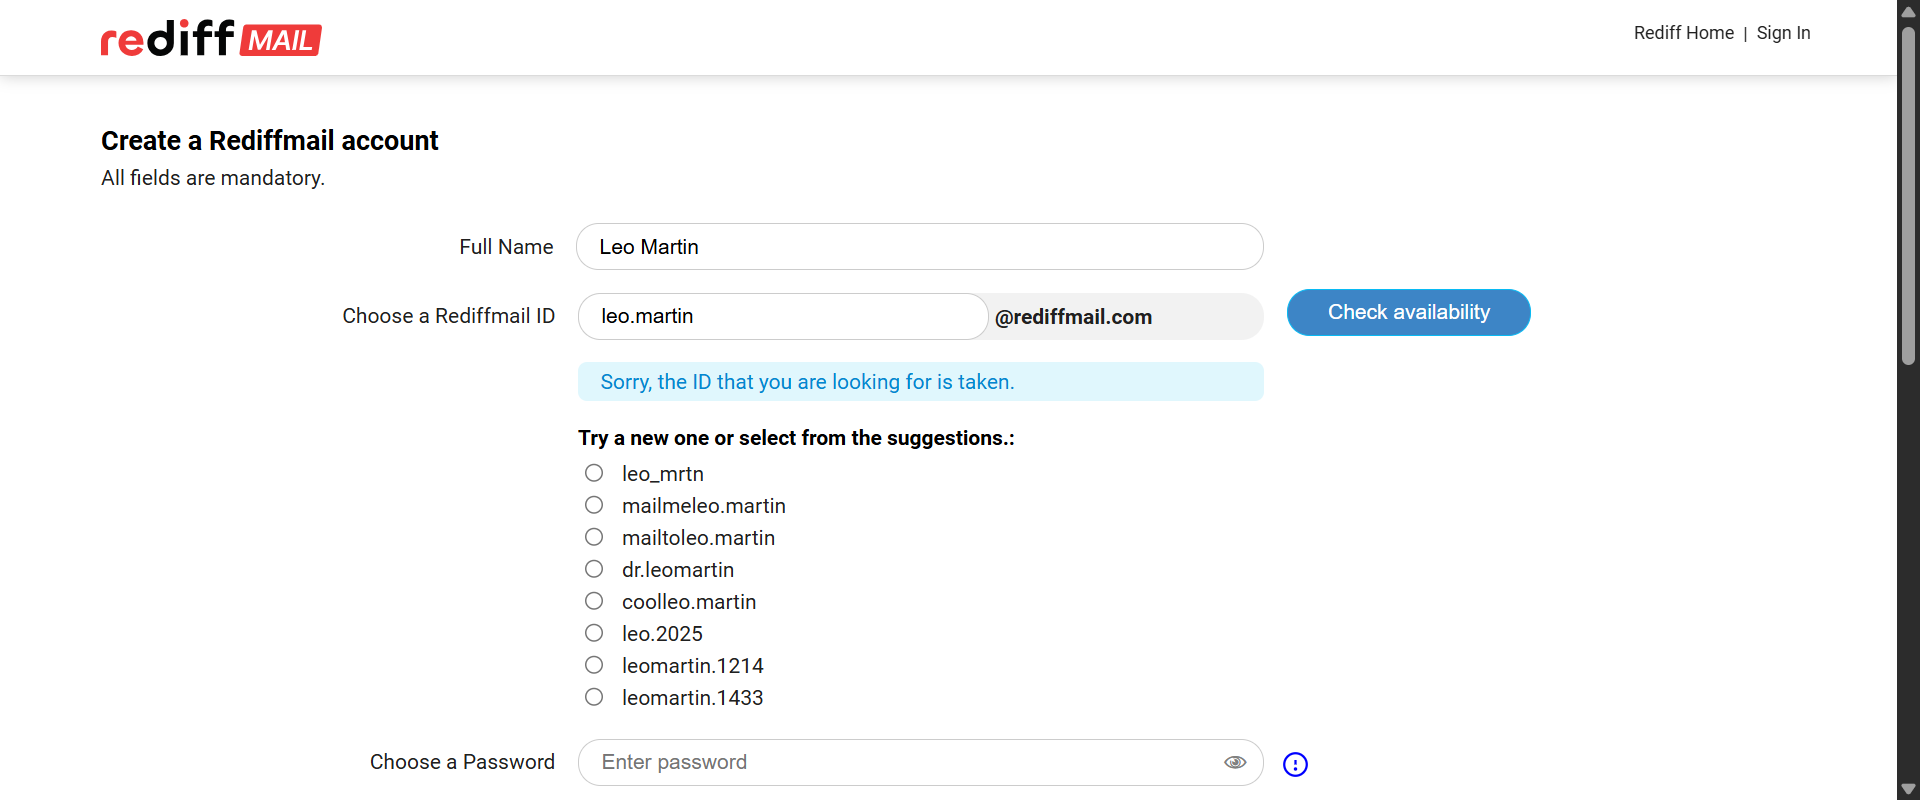 rediff MAIL
Rediff Home | Sign In
Create a Rediffmail account
All fields are mandatory.
Full Name
Leo Martin
Choose a Rediffmail ID
leo.martin
@rediffmail.com
Check availability
Sorry, the ID that you are looking for is taken.
Try a new one or select from the suggestions.:
leo_mrtn
mailmeleo.martin
mailtoleo.martin
dr.leomartin
coolleo.martin
leo.2025
leomartin.1214
leomartin.1433
Choose a Password
Enter password